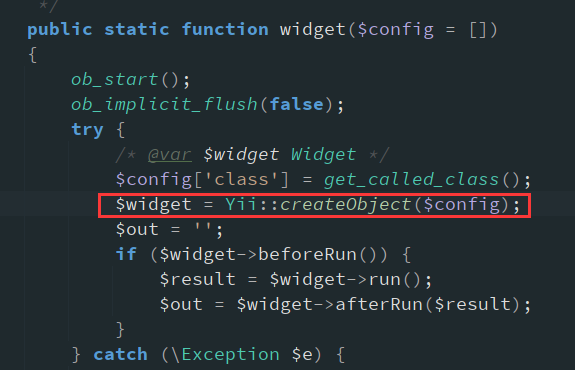 */
public static function widget($config = [])
{
ob_start();
ob_implicit_flush(false);
try {
/* @var $widget Widget */
$config['class'] = get_called_class();
$widget = Yii::createObject($config);
$out = '';
if ($widget->beforeRun()) {
$result = $widget->run();
$out = $widget->afterRun($result);
}
} catch (\Exception $e) {